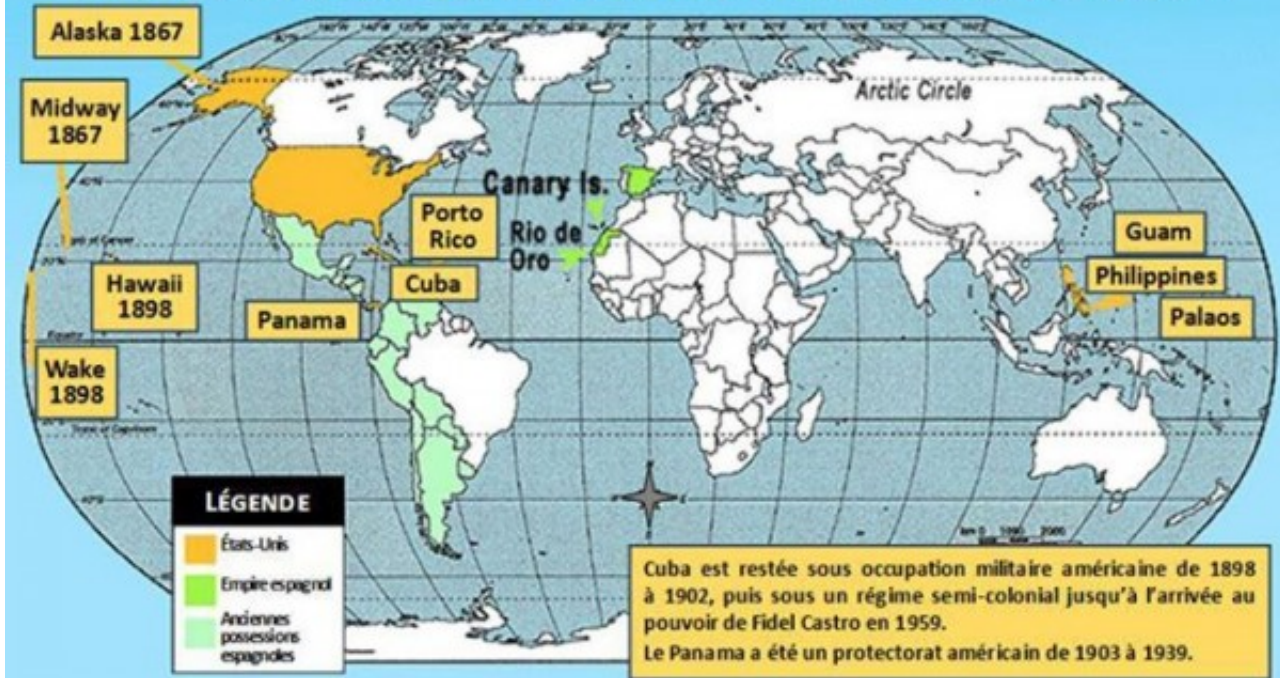 Alaska 1867
Midway
1867
Arctic Circle
Canary Is.
Porto
Rico
Rio de
Oro
Guam
Hawaii
1898
Cuba
Philippines
Panama
Palaos
Wake
1898
LÉGENDE
États-Unis
Empire espagnol
Anciennes
possessions
espagnoles
Cuba est restée sous occupation militaire américaine de 1898
à 1902, puis sous un régime semi-colonial jusqu'à l'arrivée au
pouvoir de Fidel Castro en 1959.
Le Panama a été un protectorat américain de 1903 à 1939.